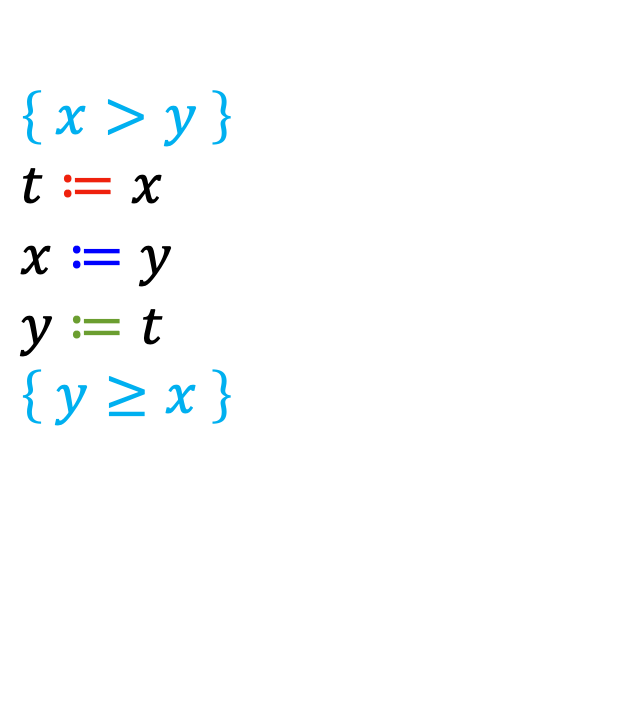 { x > y }
t ≔ x
x ≔ y
y ≔ t
{ y ≥ x }